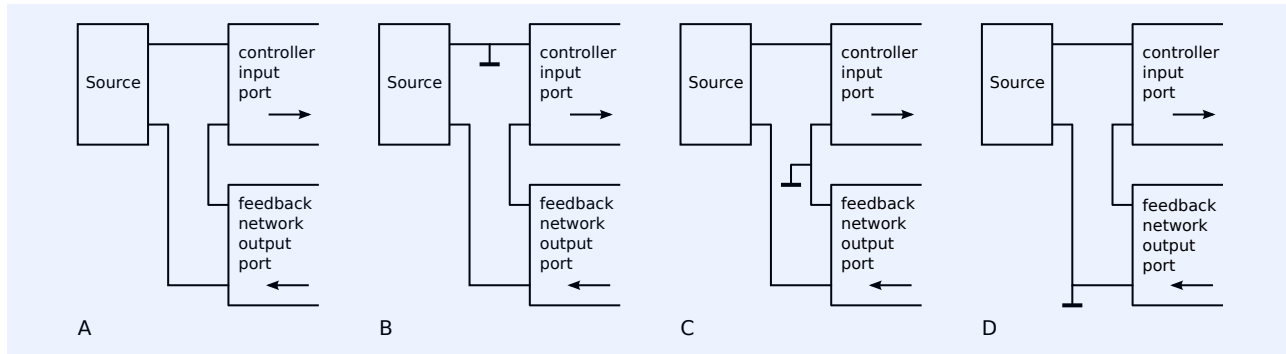 Source
controller
input
port
feedback
network
output
port
A
Source
controller
input
port
feedback
network
output
port
B
Source
controller
input
port
feedback
network
output
port
C
Source
controller
input
port
feedback
network
output
port
D